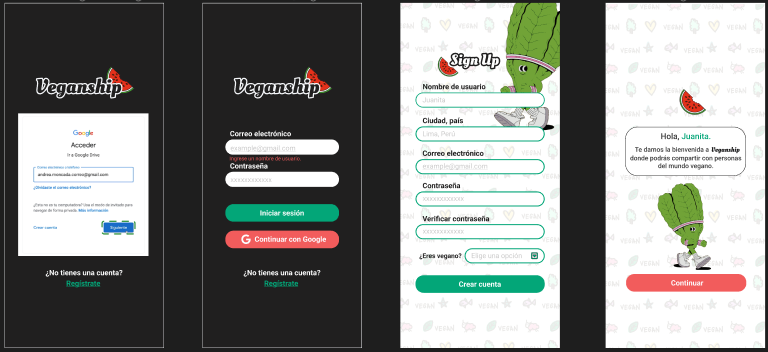 Veganship
Google
Acceder
Ir a Google Drive
Correo electrónico o teléfono
andrea.moncada.correo@gmail.com
¿Olvidaste el correo electrónico?
¿Esta no es tu computadora? Usa el modo de invitado para
navegar de forma privada. Más información
Crear cuenta
Siguiente
¿No tienes una cuenta?
Regístrate
Veganship
Correo electrónico
example@gmail.com
Ingrese un nombre de usuario.
Contraseña
xxxxxxxxxxxx
Iniciar sesión
Continuar con Google
¿No tienes una cuenta?
Regístrate
Sign Up
Nombre de usuario
Juanita
Ciudad, país
Lima, Perú
Correo electrónico
example@gmail.com
Contraseña
xxxxxxxxxxxx
Verificar contraseña
xxxxxxxxxxxx
¿Eres vegano?
Elige una opción
Crear cuenta
Hola, Juanita.
Te damos la bienvenida a Veganship
donde podrás compartir con personas
del mundo vegano.
Continuar